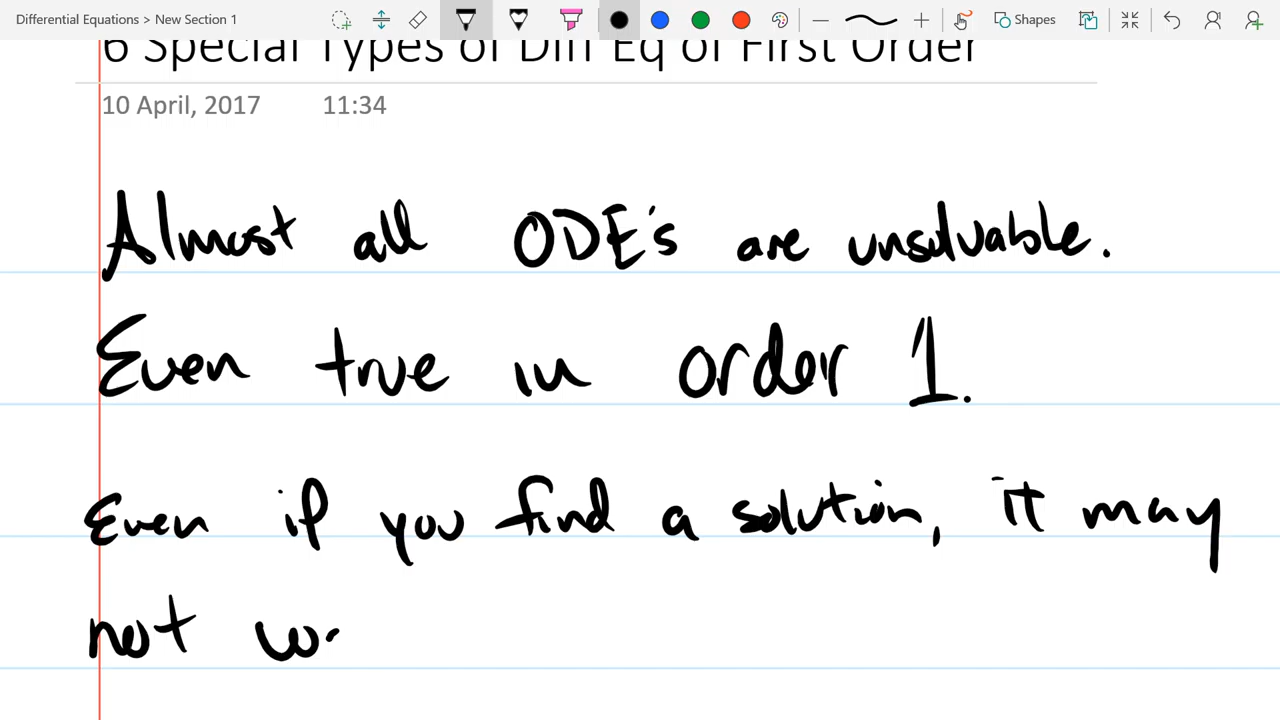 Differential Equations > New Section 1
Shapes
6 Special Types of Diff Eq of First Order
10 April, 2017 11:34
Almost all ODE's are unsolvable.
Even true in order 1.
Even if you find a solution, it may
not